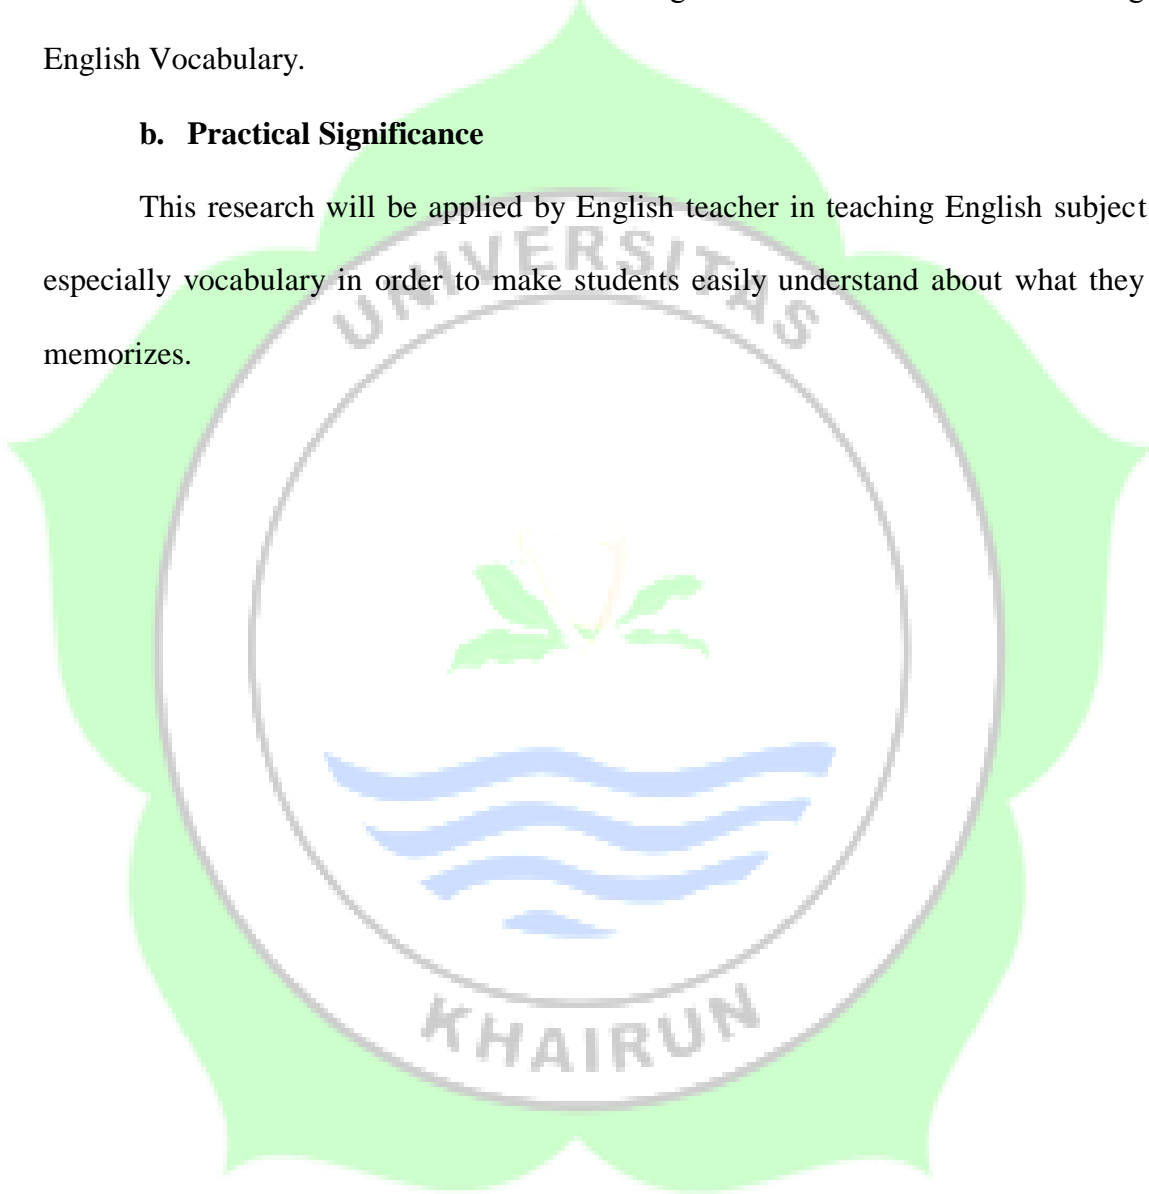 English Vocabulary.
b. Practical Significance
This research will be applied by English teacher in teaching English subject
especially vocabulary in order to make students easily understand about what they
memorizes.
UNIVERSITAS
KHAIRUN